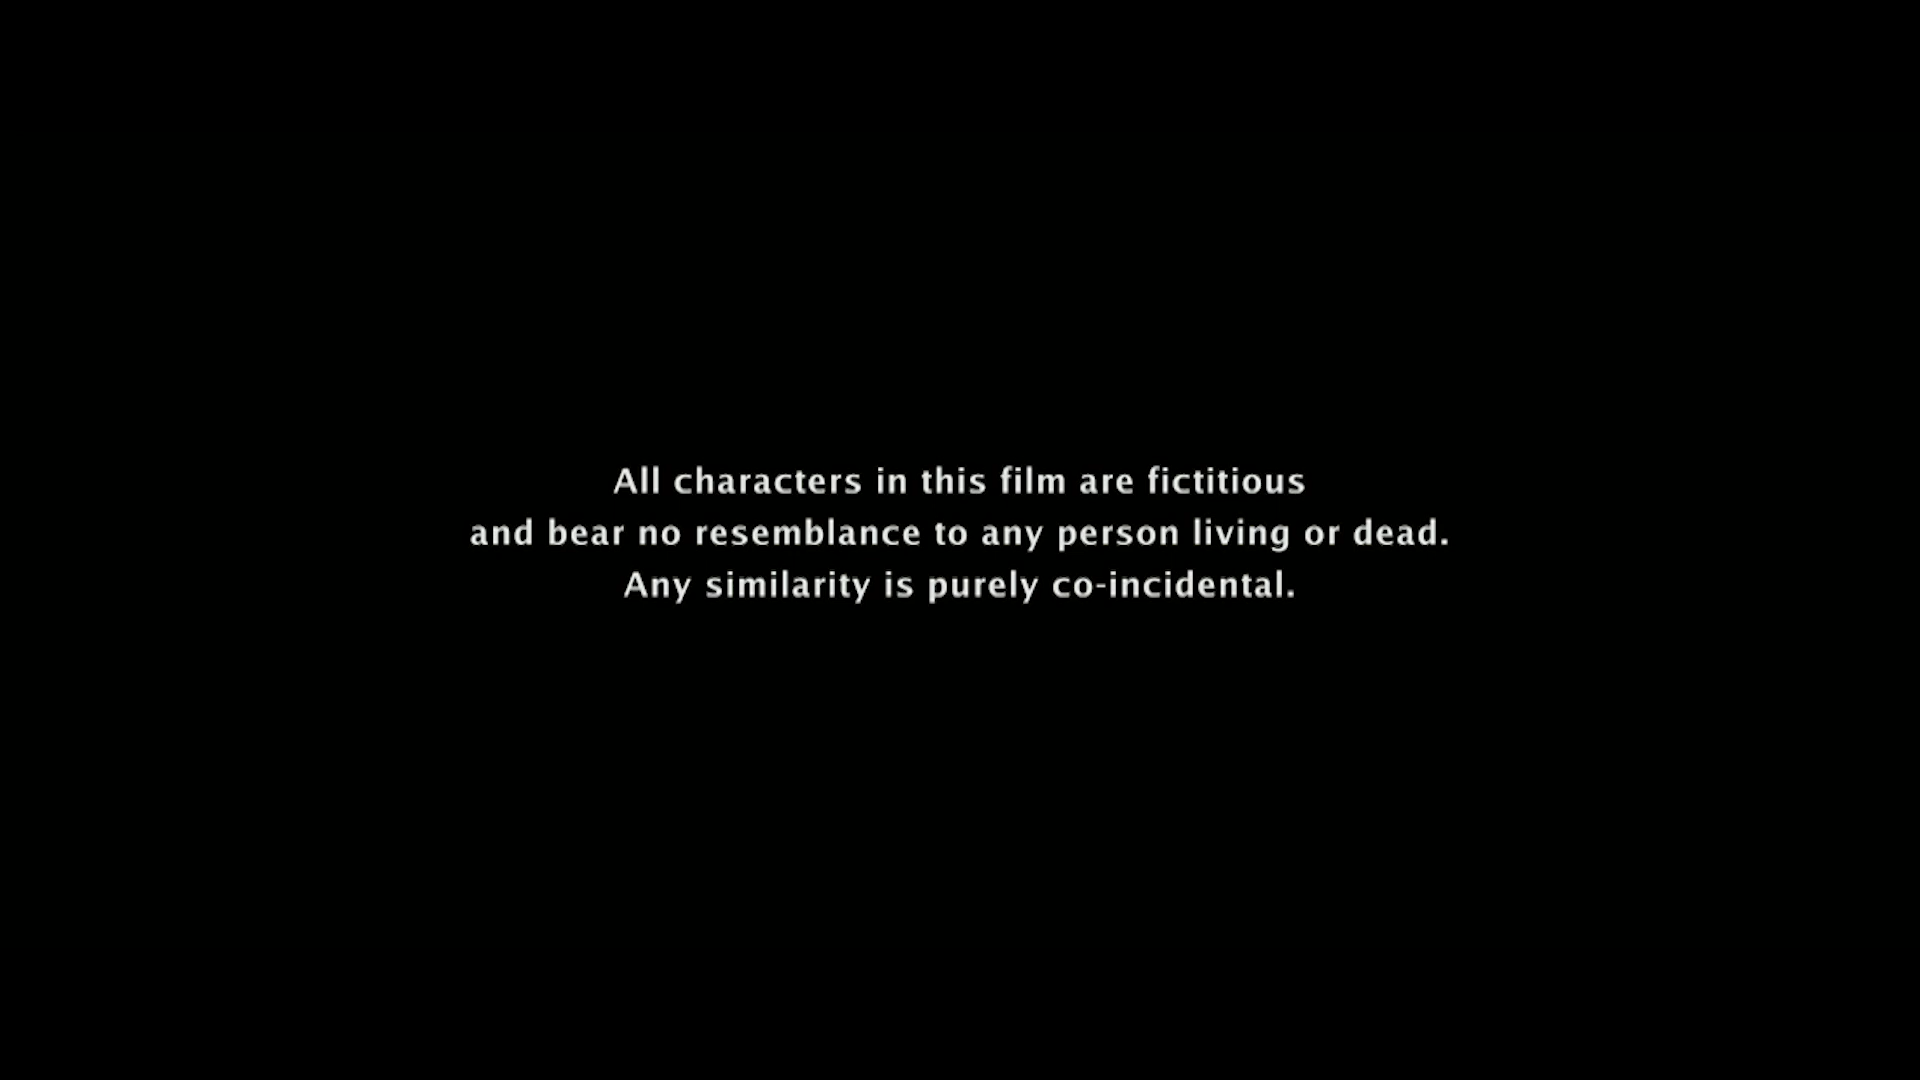 All characters in this film are fictitious
and bear no resemblance to any person living or dead.
Any similarity is purely co-incidental.